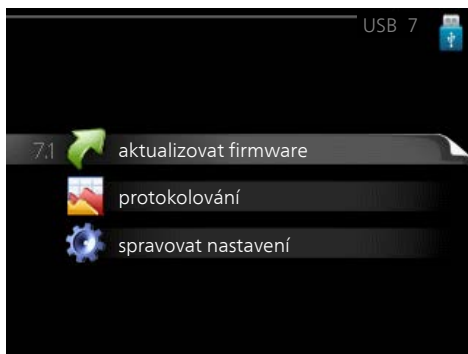 USB 7
7.1 aktualizovat firmware
protokolování
spravovat nastavení